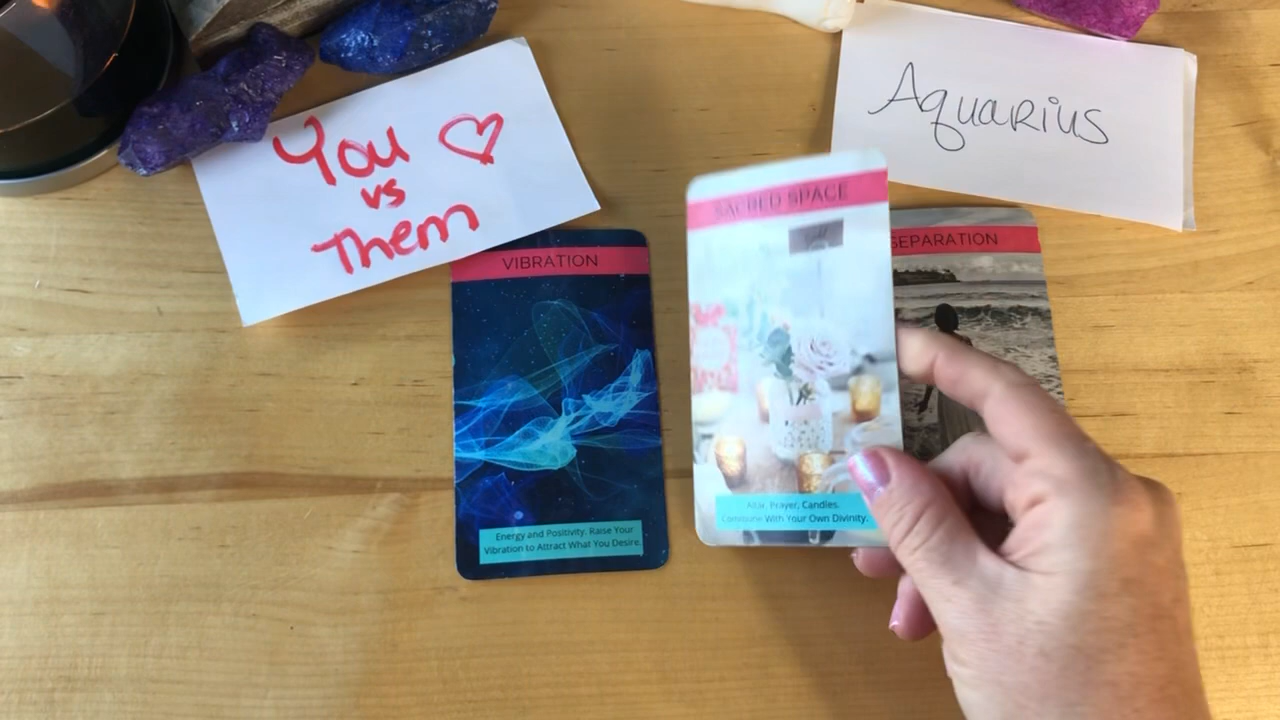 You
vs
Them
Aquarius
VIBRATION
Energy and Positivity. Raise Your
Vibration to Attract What You Desire.
SACRED SPACE
Altar, Prayer, Candles.
Commune With Your Own Divinity.
SEPARATION